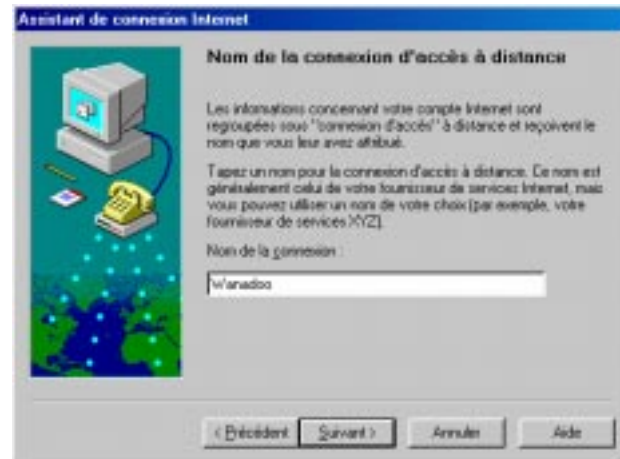 Assistant de connexion Internet
Nom de la connexion d'accès à distance
Les informations concernant votre compte Internet sont
regroupées sous "connexion d'accès" à distance et reçoivent le
nom que vous leur avez attribué.
Tapez un nom pour la connexion d'accès à distance. Ce nom est
généralement celui de votre fournisseur de services Internet, mais
vous pouvez utiliser un nom de votre choix (par exemple, votre
fournisseur de services XYZ).
Nom de la connexion :
Wanadoo
< Précédent Suivant > Annuler Aide